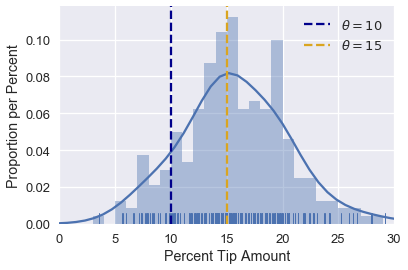 θ = 10
θ = 15
0.10
0.08
0.06
0.04
0.02
0.00
Proportion per Percent
0 5 10 15 20 25 30
Percent Tip Amount